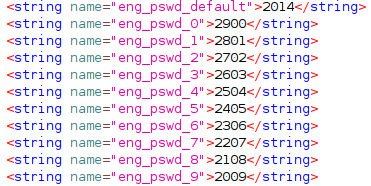 <string name="eng_pswd_default">2014</string>
<string name="eng_pswd_0">2900</string>
<string name="eng_pswd_1">2801</string>
<string name="eng_pswd_2">2702</string>
<string name="eng_pswd_3">2603</string>
<string name="eng_pswd_4">2504</string>
<string name="eng_pswd_5">2405</string>
<string name="eng_pswd_6">2306</string>
<string name="eng_pswd_7">2207</string>
<string name="eng_pswd_8">2108</string>
<string name="eng_pswd_9">2009</string>